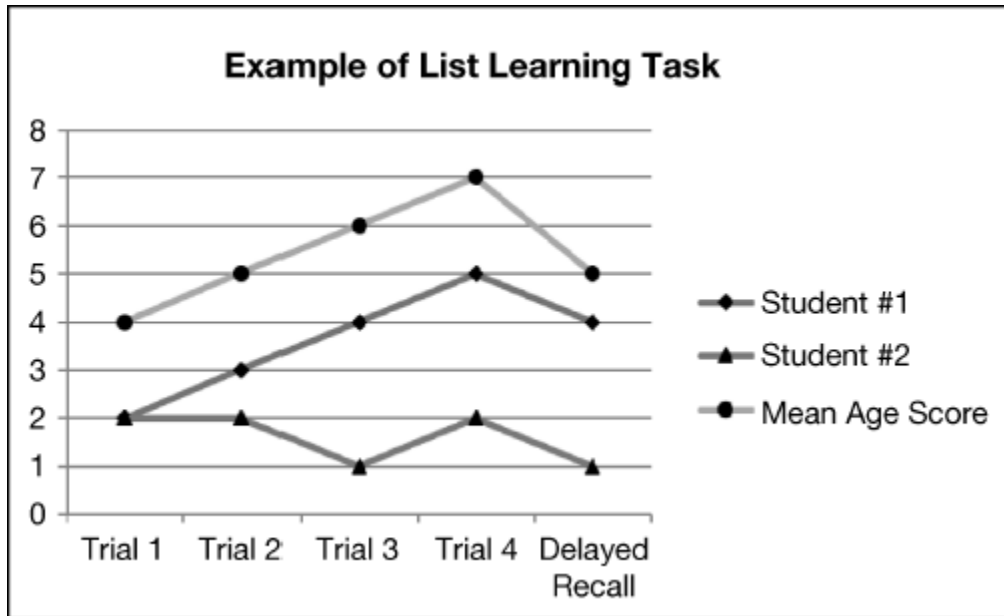 Example of List Learning Task
8
7
6
5
4
3
2
1
0
Trial 1 Trial 2 Trial 3 Trial 4 Delayed
Recall
Student #1
Student #2
Mean Age Score